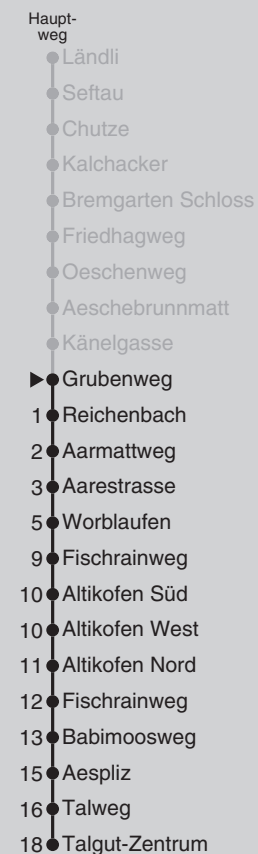 Haupt-
weg
Ländli
Seftau
Chutze
Kalchacker
Bremgarten Schloss
Friedhagweg
Oeschenweg
Aeschebrunnmatt
Känelgasse
Grubenweg
1 Reichenbach
2 Aarmattweg
3 Aarestrasse
5 Worblaufen
9 Fischrainweg
10 Altikofen Süd
10 Altikofen West
11 Altikofen Nord
12 Fischrainweg
13 Babimoosweg
15 Aespliz
16 Talweg
18 Talgut-Zentrum